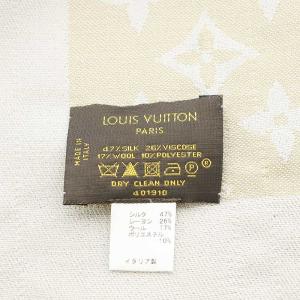 LOUIS VUITTON
PARIS
MADE IN
ITALY
47%SILK 26%VISCOSE
17%WOOL 10%POLYESTER
DRY CLEAN ONLY
401910
シルク 47%
レーヨン 26%
ウール 17%
ポリエステル
10%
イタリア製